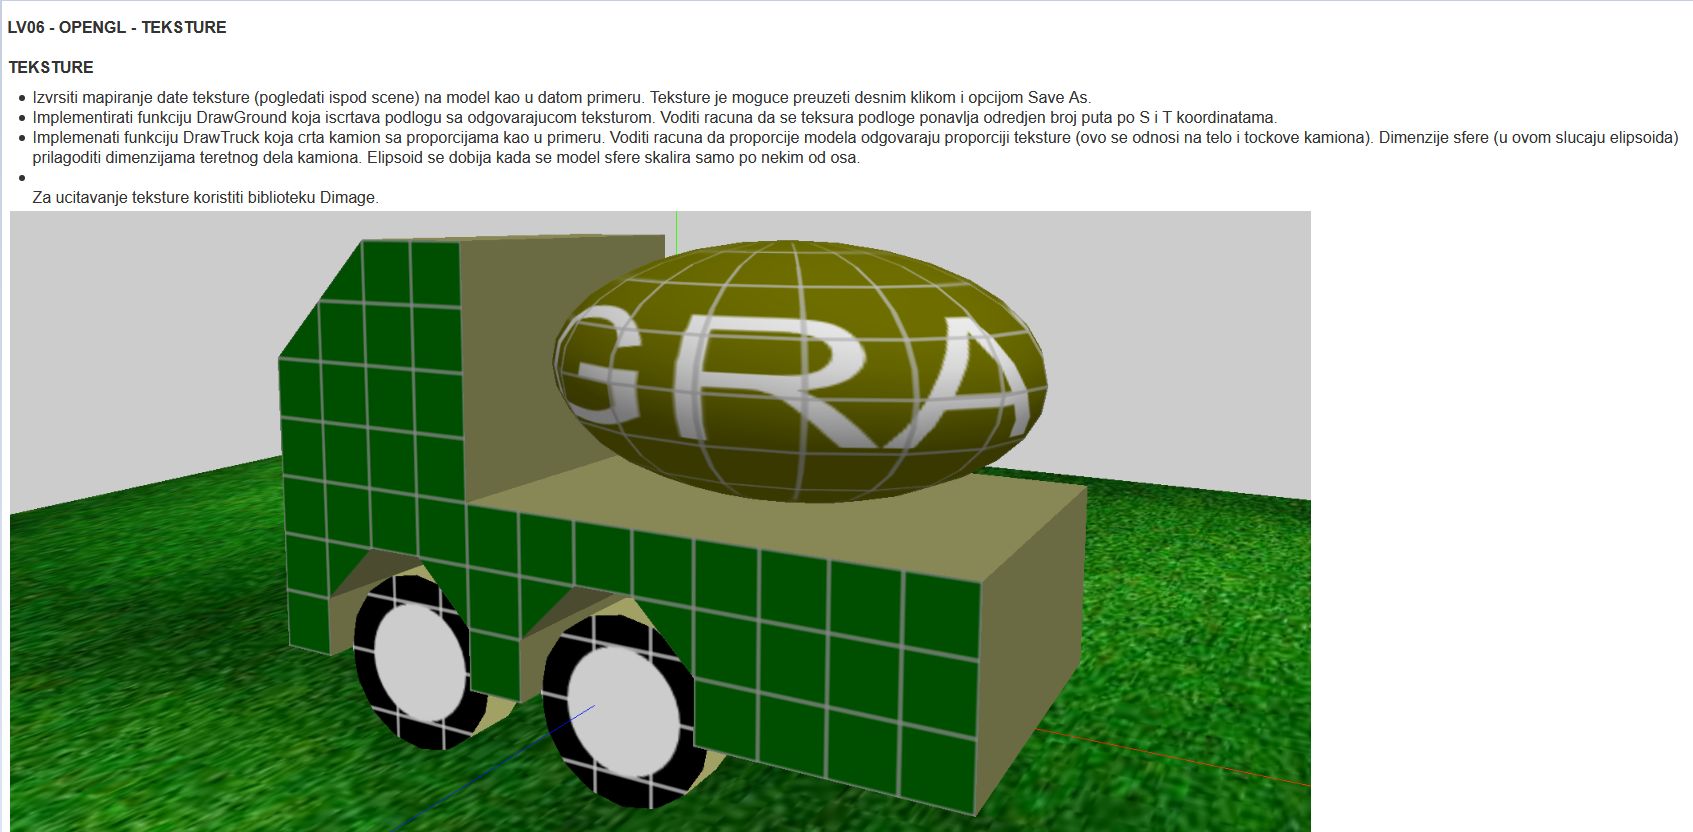 LV06 - OPENGL - TEKSTURE
TEKSTURE
• Izvrsiti mapiranje date teksture (pogledati ispod scene) na model kao u datom primeru. Teksture je moguce preuzeti desnim klikom i opcijom Save As.
• Implementirati funkciju DrawGround koja iscrtava podlogu sa odgovarajucom teksturom. Voditi racuna da se teksura podloge ponavlja odredjen broj puta po S i T koordinatama.
• Implemenati funkciju DrawTruck koja crta kamion sa proporcijama kao u primeru. Voditi racuna da proporcije modela odgovaraju proporciji teksture (ovo se odnosi na telo i tockove kamiona). Dimenzije sfere (u ovom slucaju elipsoida)
prilagoditi dimenzijama teretnog dela kamiona. Elipsoid se dobija kada se model sfere skalira samo po nekim od osa.
•
Za ucitavanje teksture koristiti biblioteku Dimage.
GRA